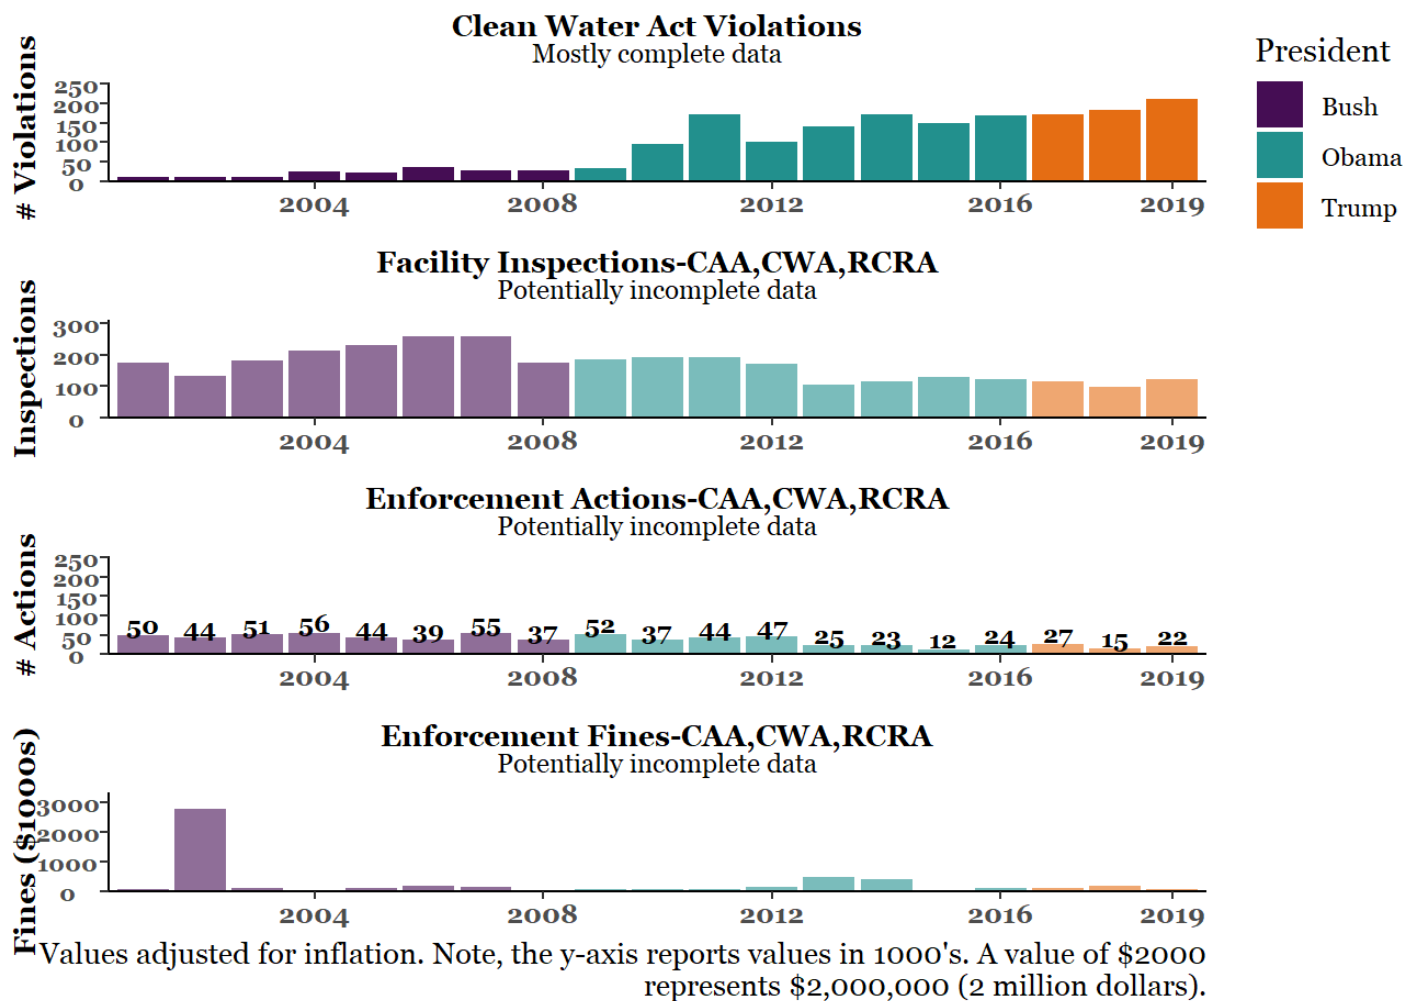 Clean Water Act Violations
Mostly complete data
# Violations
250
200
150
100
50
0
2004 2008 2012 2016 2019
President
Bush
Obama
Trump
Facility Inspections-CAA,CWA,RCRA
Potentially incomplete data
Inspections
300
200
100
0
2004 2008 2012 2016 2019
Enforcement Actions-CAA,CWA,RCRA
Potentially incomplete data
# Actions
250
200
150
100
50
0
50 44 51 56 44 39 55 37 52 37 44 47 25 23 12 24 27 15 22
2004 2008 2012 2016 2019
Enforcement Fines-CAA,CWA,RCRA
Potentially incomplete data
Fines ($1000s)
3000
2000
1000
0
2004 2008 2012 2016 2019
Values adjusted for inflation. Note, the y-axis reports values in 1000's. A value of $2000
represents $2,000,000 (2 million dollars).